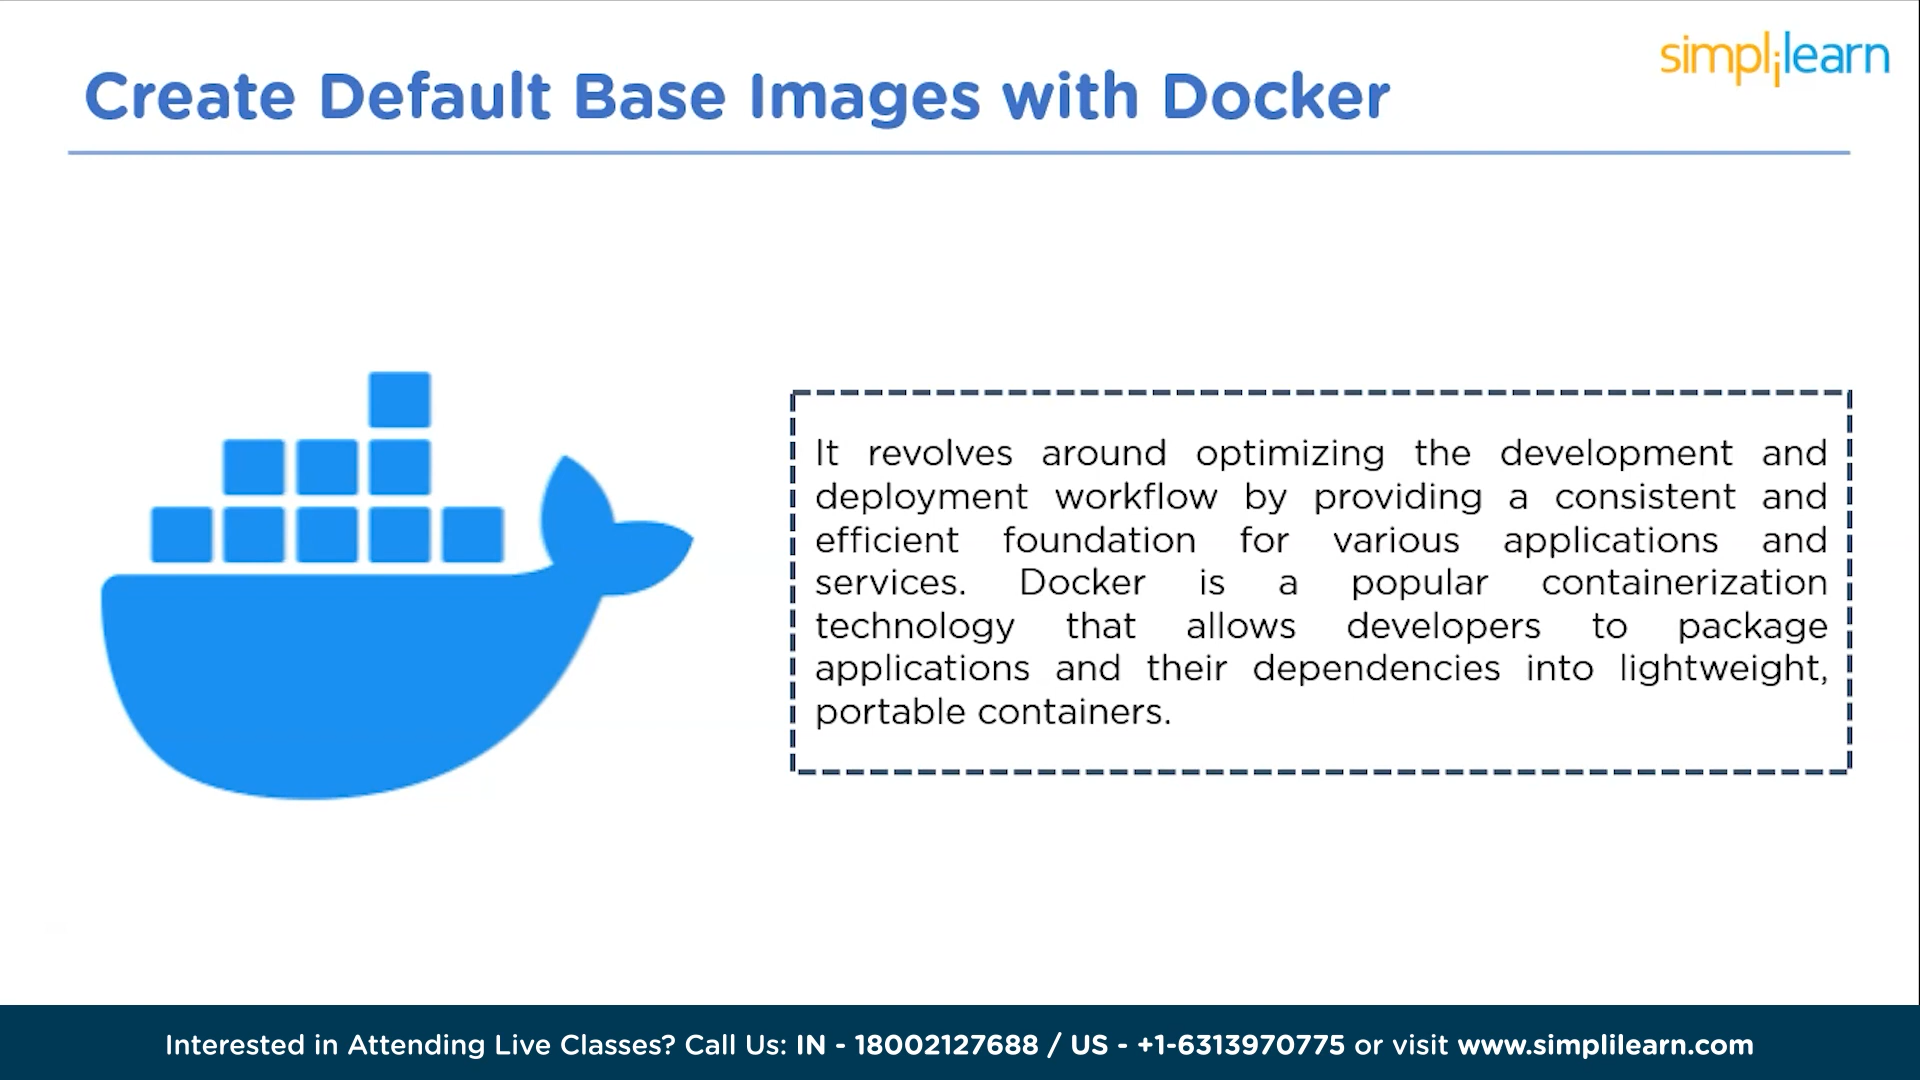 simplilearn
Create Default Base Images with Docker
It revolves around optimizing the development and
deployment workflow by providing a consistent and
efficient foundation for various applications and
services. Docker is a popular containerization
technology that allows developers to package
applications and their dependencies into lightweight,
portable containers.
Interested in Attending Live Classes? Call Us: IN - 18002127688 / US - +1-6313970775 or visit www.simplilearn.com